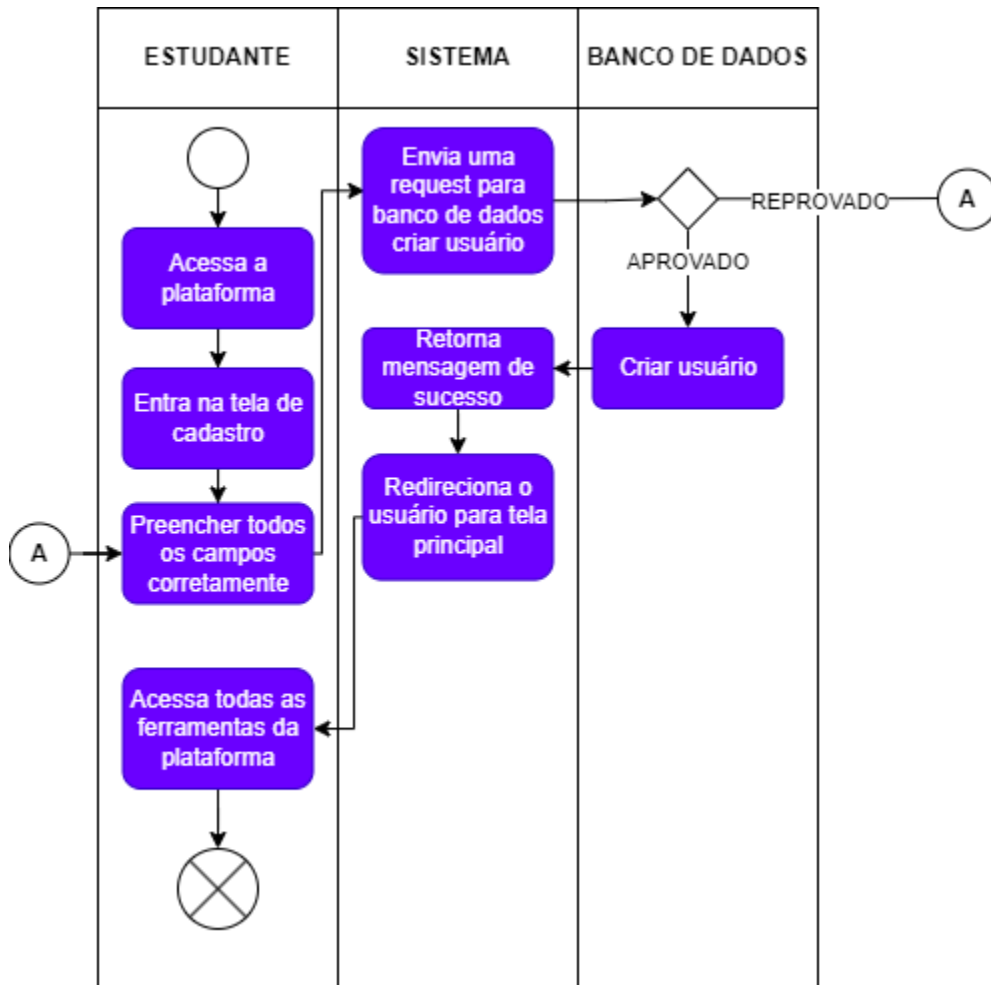 ESTUDANTE
SISTEMA
BANCO DE DADOS
Envia uma
request para
banco de dados
criar usuário
REPROVADO
A
APROVADO
Acessa a
plataforma
Retorna
mensagem de
sucesso
Criar usuário
Entra na tela de
cadastro
Redireciona o
usuário para tela
principal
A
Preencher todos
os campos
corretamente
Acessa todas as
ferramentas da
plataforma